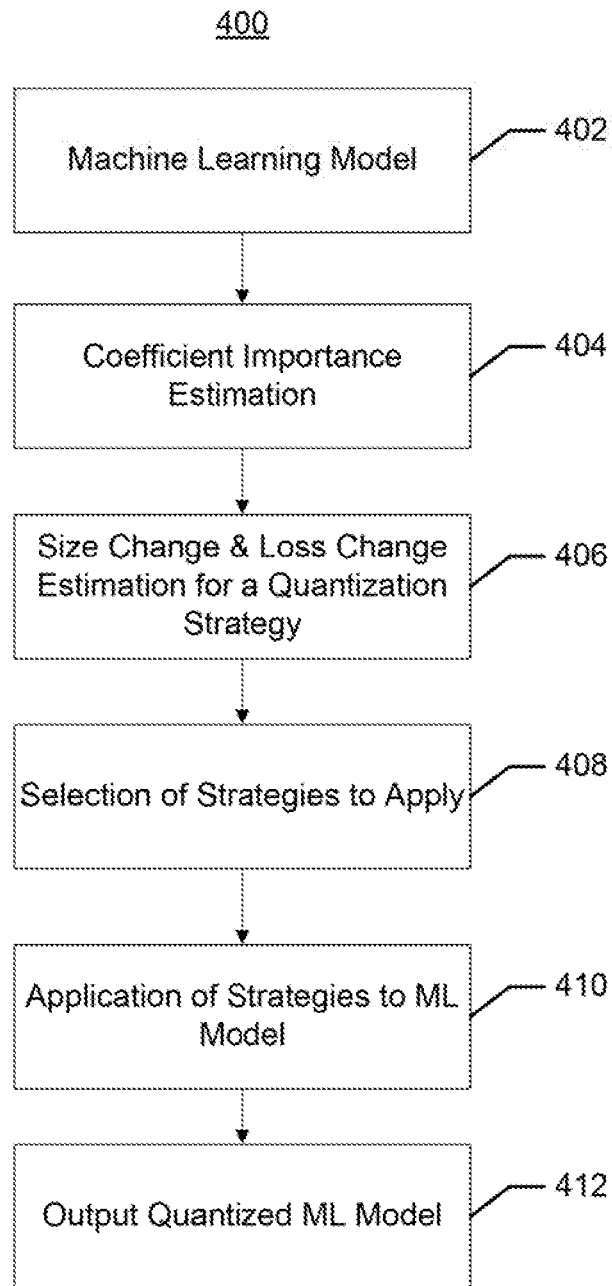 400
Machine Learning Model
402
Coefficient Importance
Estimation
404
Size Change & Loss Change
Estimation for a Quantization
Strategy
406
Selection of Strategies to Apply
408
Application of Strategies to ML
Model
410
Output Quantized ML Model
412